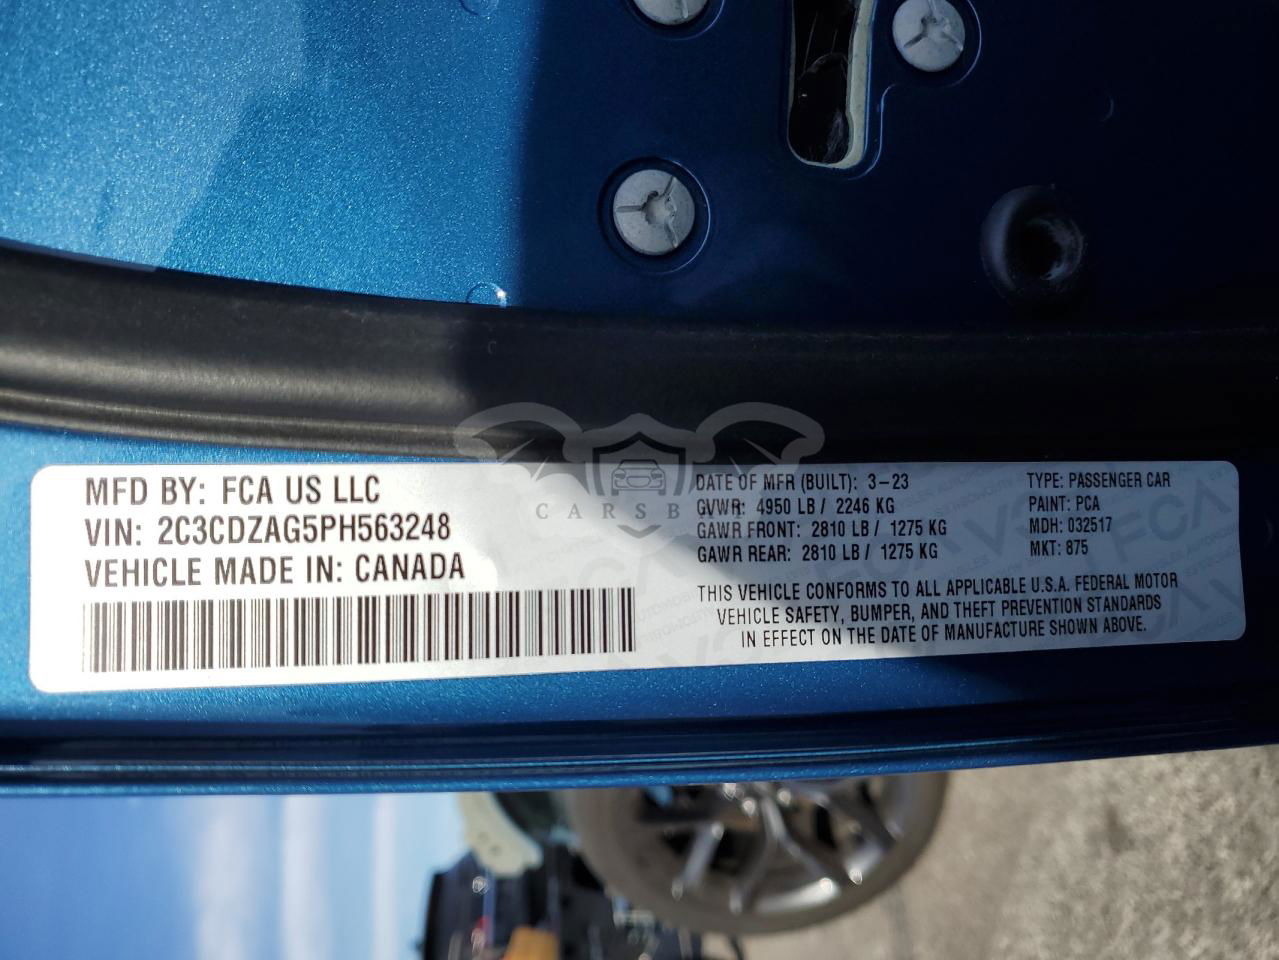 MFD BY: FCA US LLC
VIN: 2C3CDZAG5PH563248
VEHICLE MADE IN: CANADA
DATE OF MFR (BUILT): 3-23
GVWR: 4950 LB / 2246 KG
GAWR FRONT: 2810 LB / 1275 KG
GAWR REAR: 2810 LB / 1275 KG
TYPE: PASSENGER CAR
PAINT: PCA
MDH: 032517
MKT: 875
THIS VEHICLE CONFORMS TO ALL APPLICABLE U.S.A. FEDERAL MOTOR
VEHICLE SAFETY, BUMPER, AND THEFT PREVENTION STANDARDS
IN EFFECT ON THE DATE OF MANUFACTURE SHOWN ABOVE.